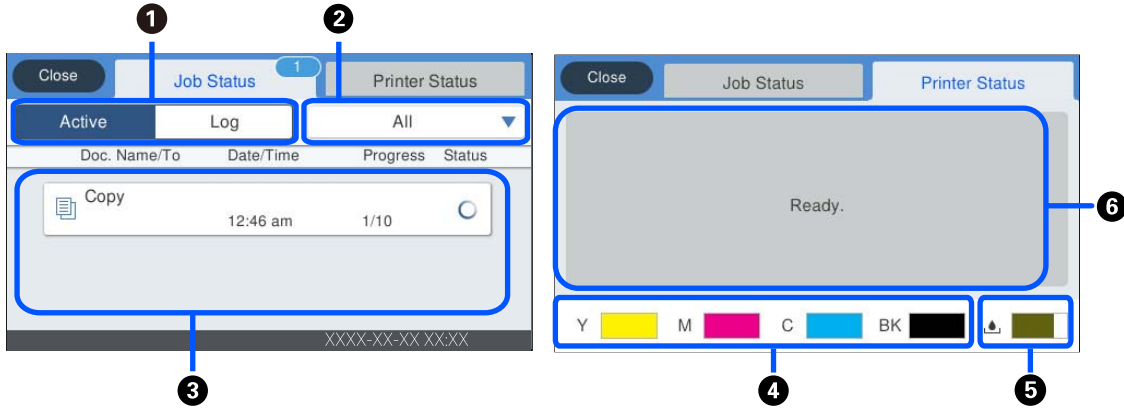 1
2
Close
Job Status
1
Printer Status
Active
Log
All
Doc. Name/To
Date/Time
Progress
Status
Copy
12:46 am
1/10
XXXX-XX-XX XX:XX
3
Close
Job Status
Printer Status
Ready.
6
Y
M
C
BK
4
5